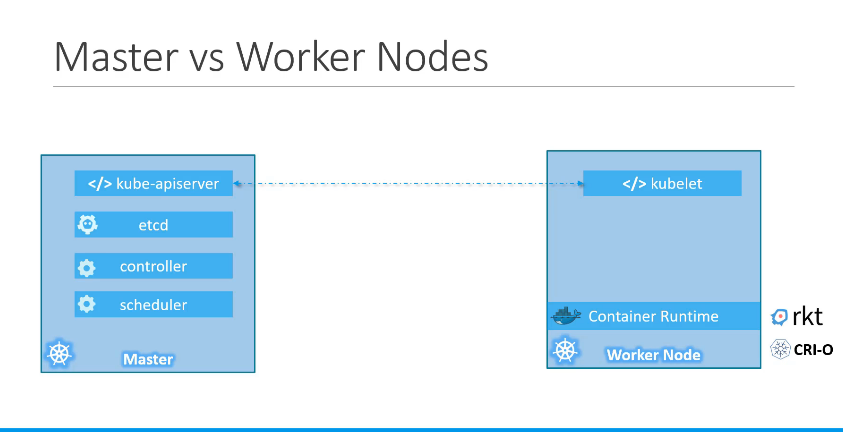 Master vs Worker Nodes
</> kube-apiserver
etcd
controller
scheduler
Master
</> kubelet
Container Runtime
Worker Node
rkt
CRI-O